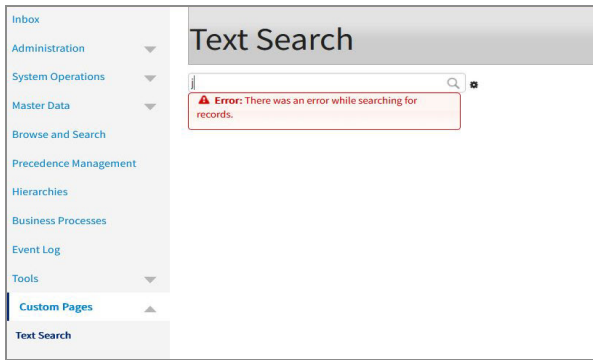 Inbox
Administration
System Operations
Master Data
Browse and Search
Precedence Management
Hierarchies
Business Processes
Event Log
Tools
Custom Pages
Text Search
Text Search
j
Error: There was an error while searching for
records.